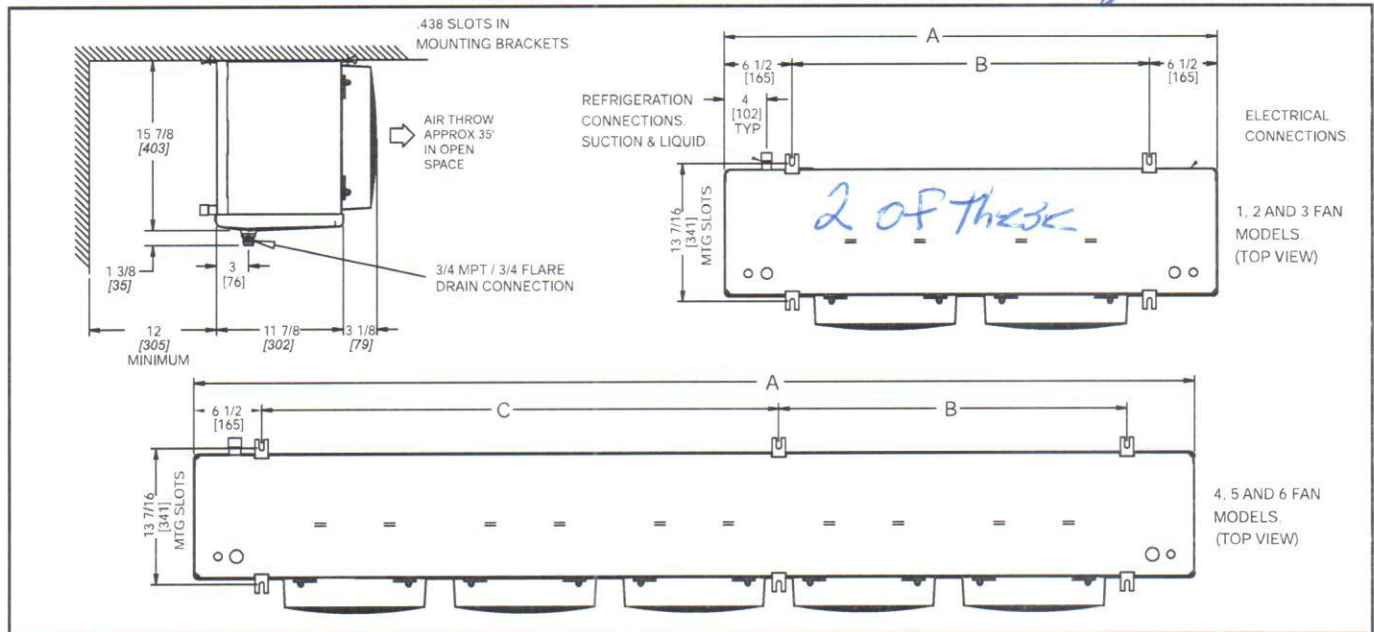 .438 SLOTS IN
MOUNTING BRACKETS
15 7/8
[403]
AIR THROW
APPROX 35'
IN OPEN
SPACE
1 3/8
[35]
3
[76]
3/4 MPT / 3/4 FLARE
DRAIN CONNECTION
12
[305]
MINIMUM
11 7/8
[302]
3 1/8
[79]
A
6 1/2
[165]
B
6 1/2
[165]
REFRIGERATION
CONNECTIONS.
SUCTION & LIQUID.
4
[102]
TYP
ELECTRICAL
CONNECTIONS.
13 7/16
[341]
MTG SLOTS
2 of These
1, 2 AND 3 FAN
MODELS.
(TOP VIEW)
A
6 1/2
[165]
C
B
13 7/16
[341]
MTG SLOTS
4, 5 AND 6 FAN
MODELS.
(TOP VIEW)